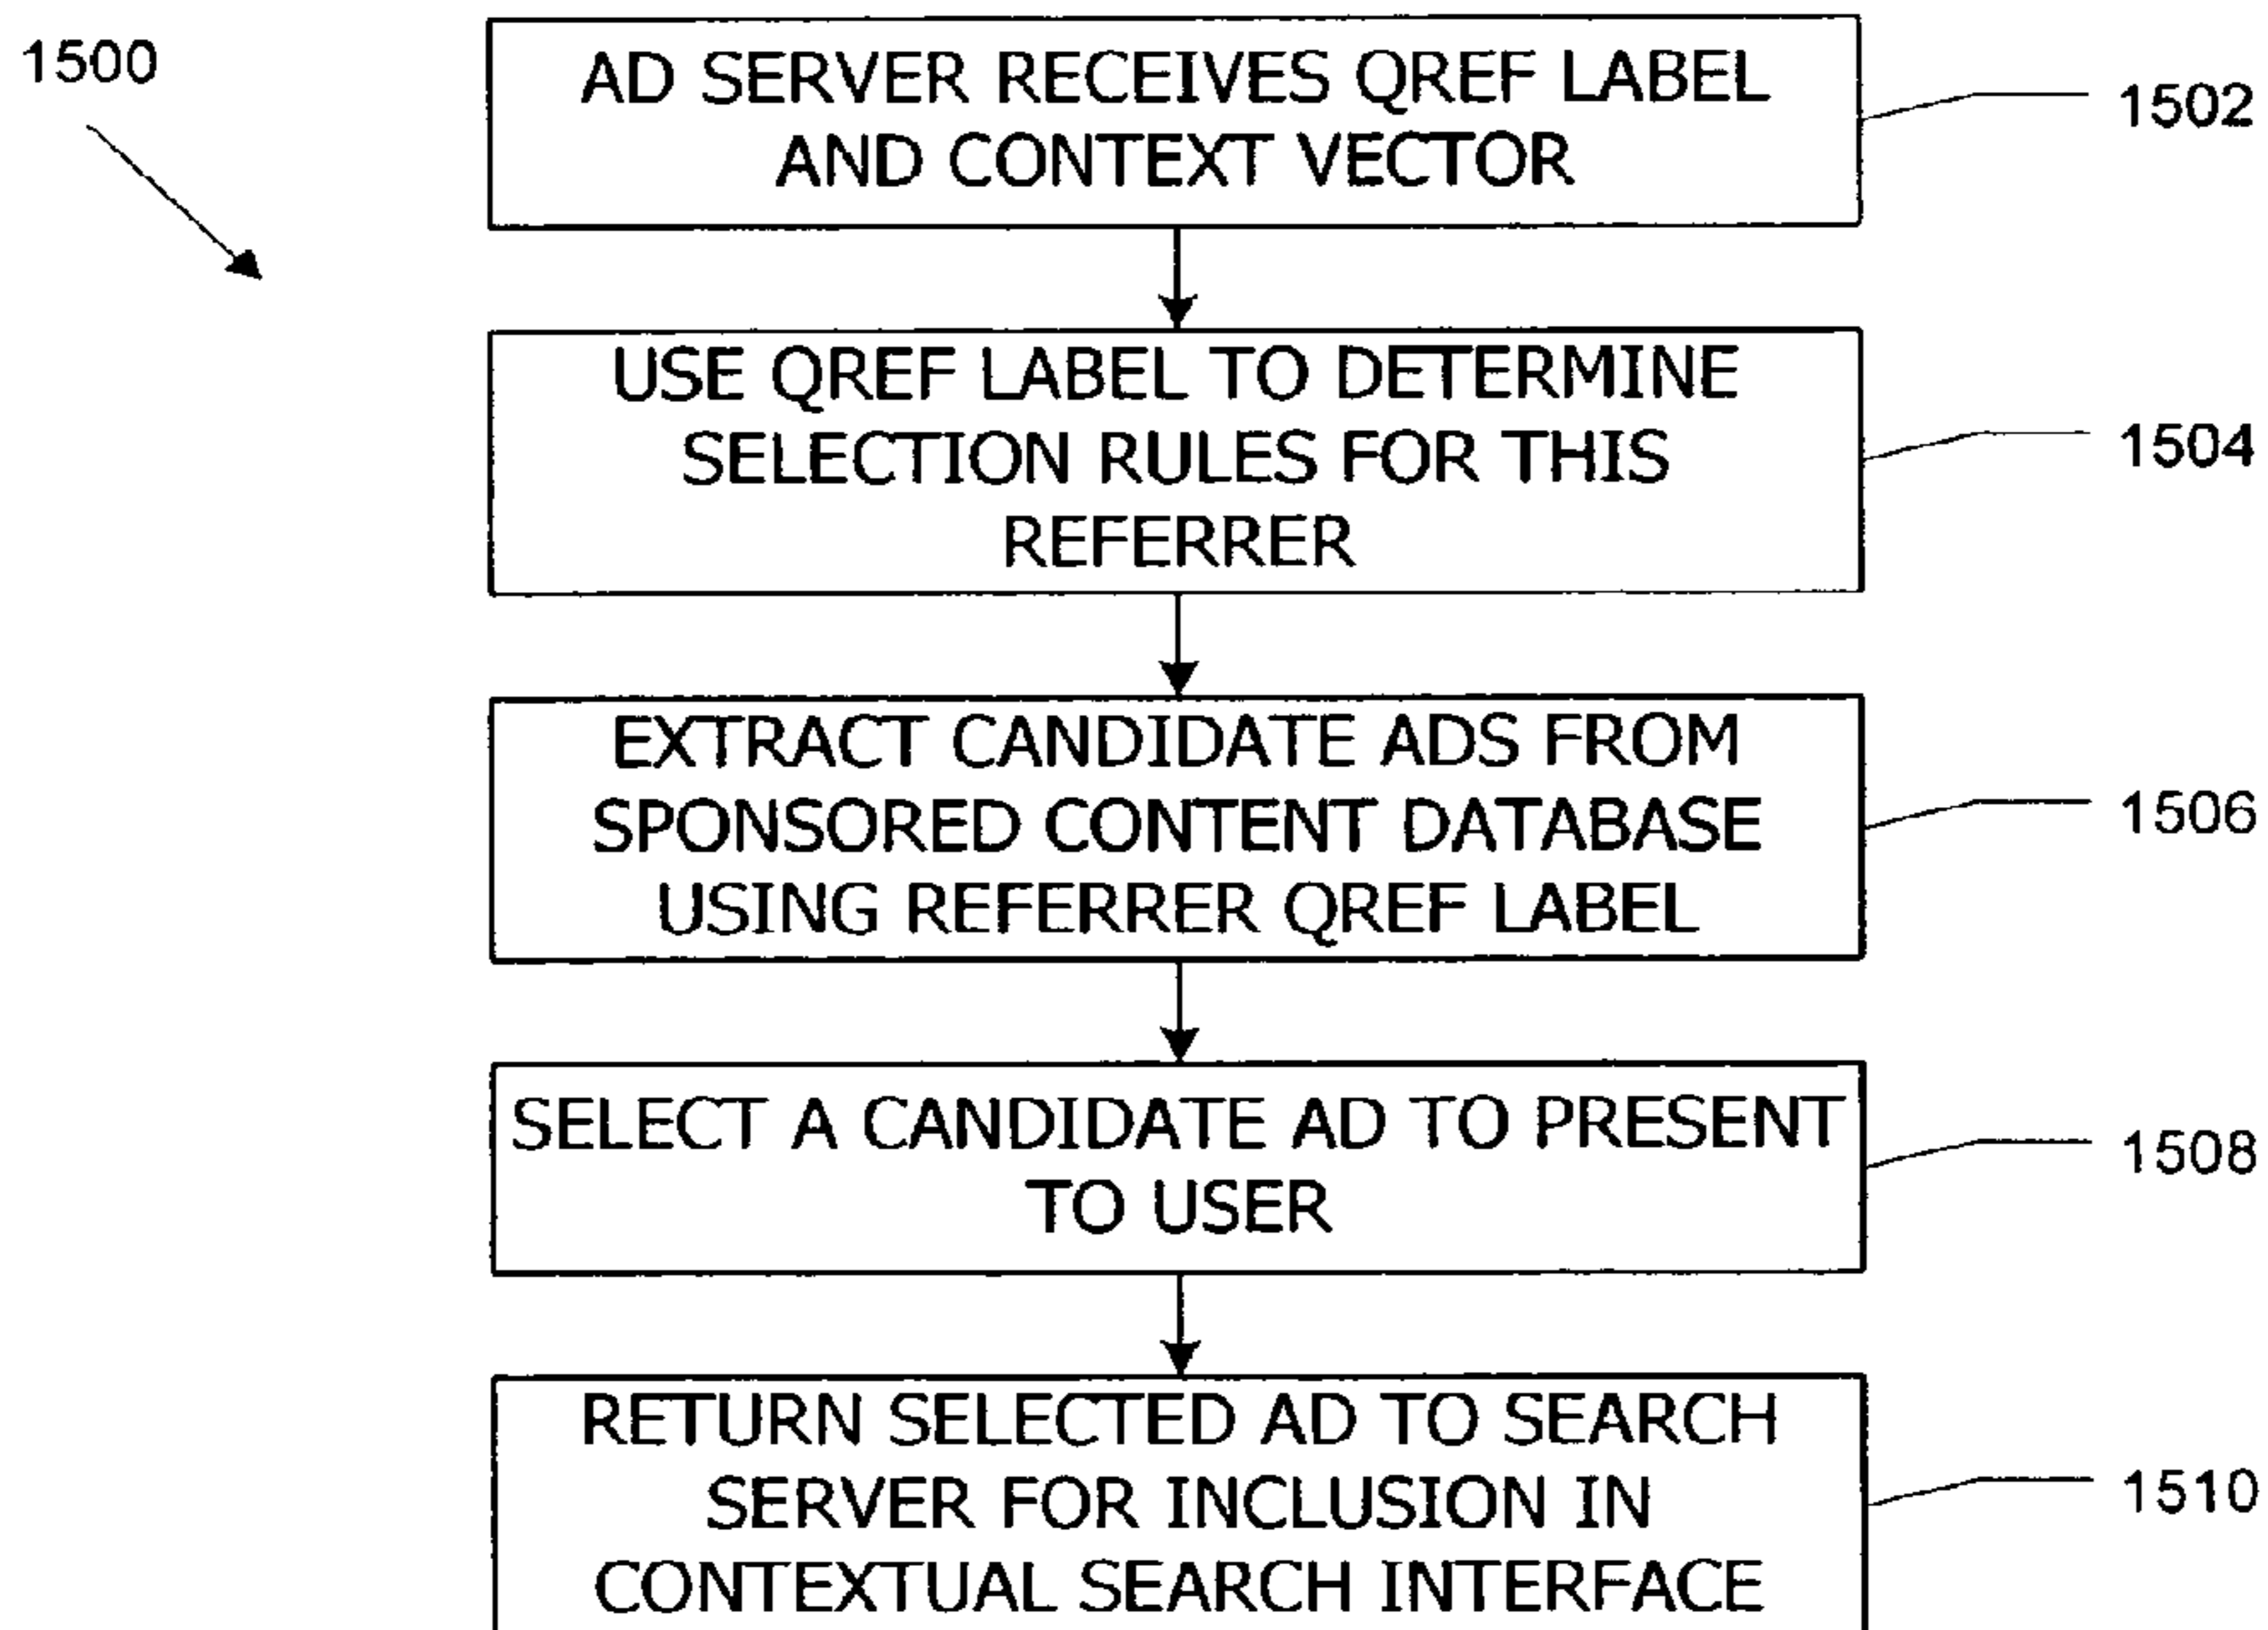 1500
AD SERVER RECEIVES QREF LABEL
AND CONTEXT VECTOR
1502
USE QREF LABEL TO DETERMINE
SELECTION RULES FOR THIS
REFERRER
1504
EXTRACT CANDIDATE ADS FROM
SPONSORED CONTENT DATABASE
USING REFERRER QREF LABEL
1506
SELECT A CANDIDATE AD TO PRESENT
TO USER
1508
RETURN SELECTED AD TO SEARCH
SERVER FOR INCLUSION IN
CONTEXTUAL SEARCH INTERFACE
1510